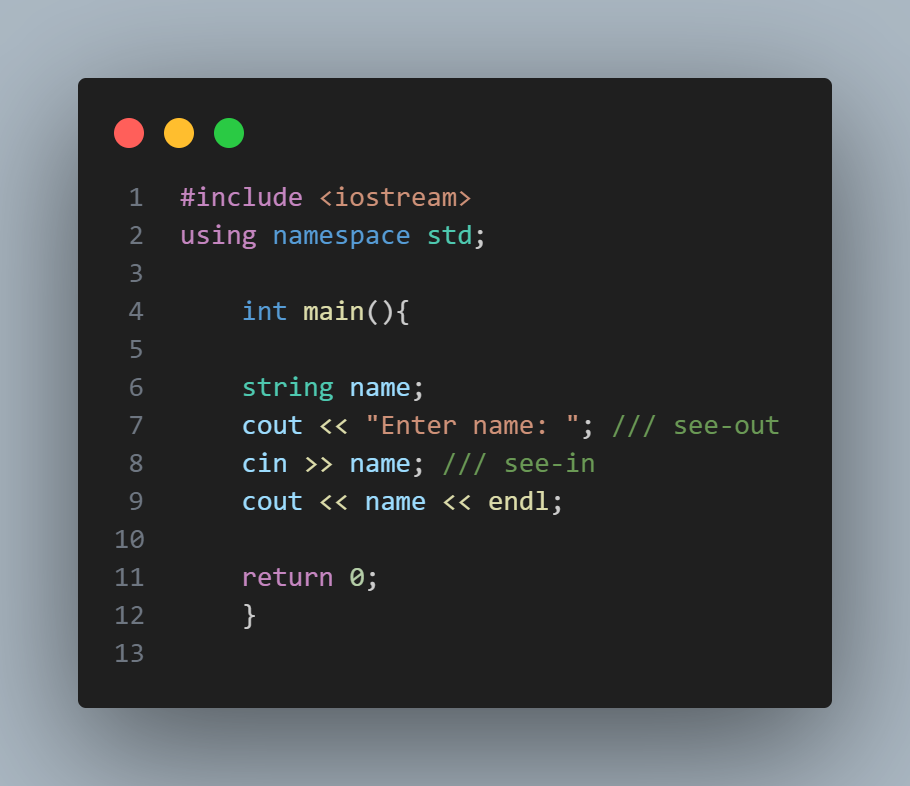 1 #include <iostream>
2 using namespace std;
3
4     int main(){
5
6     string name;
7     cout << "Enter name: "; /// see-out
8     cin >> name; /// see-in
9     cout << name << endl;
10
11     return 0;
12     }
13